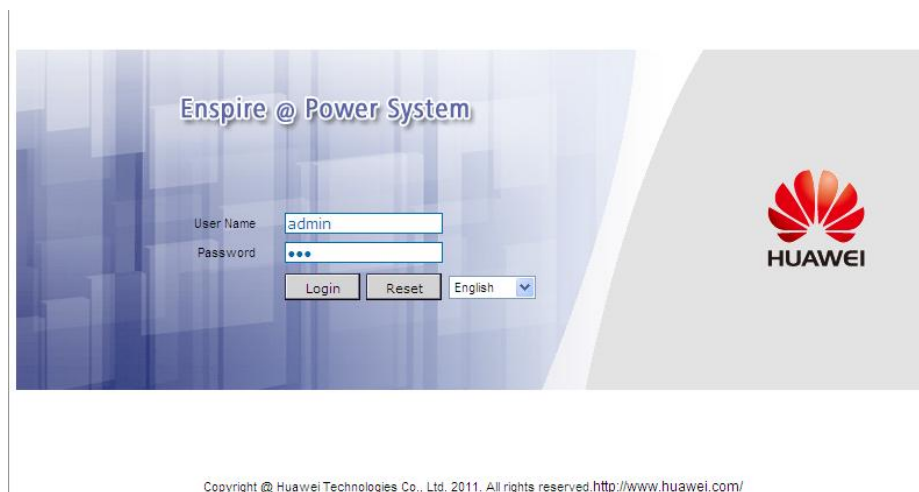 Enspire @ Power System
User Name admin
Password •••
Login Reset English
HUAWEI
Copyright @ Huawei Technologies Co., Ltd. 2011. All rights reserved.http://www.huawei.com/